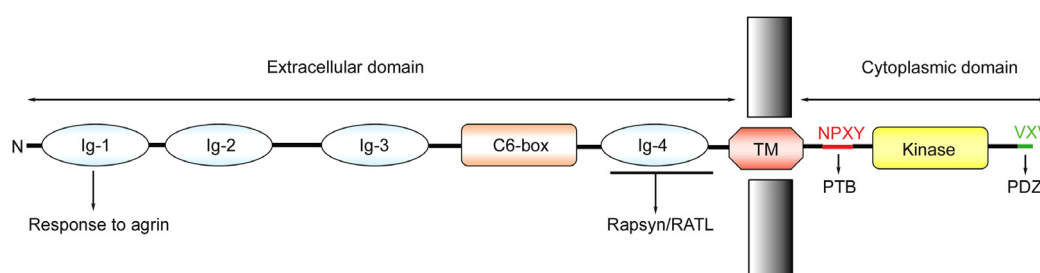 Extracellular domain
Cytoplasmic domain
N
Ig-1
Ig-2
Ig-3
C6-box
Ig-4
TM
NPXY
Kinase
PTB
PDZ
Response to agrin
Rapsyn/RATL